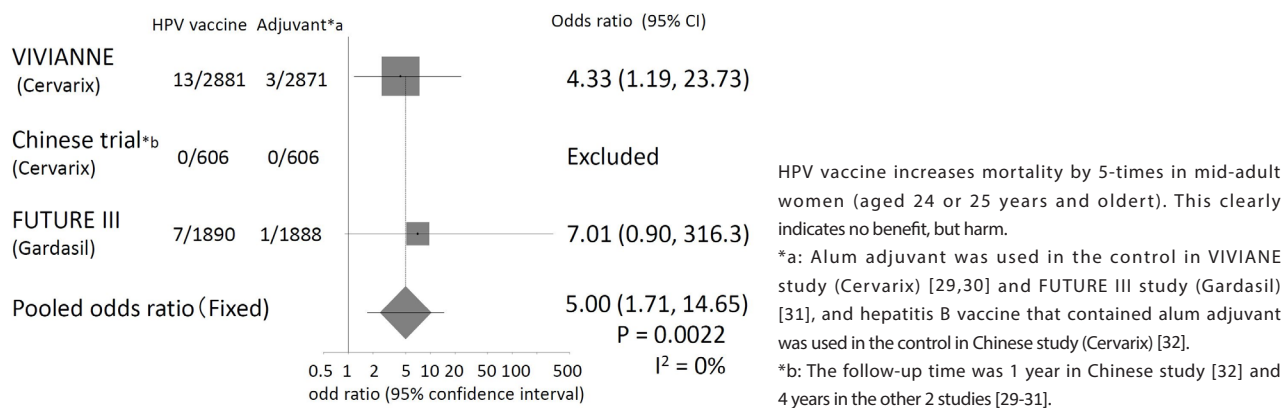 HPV vaccine Adjuvant*a Odds ratio (95% CI)
VIVIANNE
(Cervarix) 13/2881 3/2871 4.33 (1.19, 23.73)
Chinese trial*b
(Cervarix) 0/606 0/606 Excluded
FUTURE III
(Gardasil) 7/1890 1/1888 7.01 (0.90, 316.3)
Pooled odds ratio(Fixed) 5.00 (1.71, 14.65)
P = 0.0022
I² = 0%
0.5 1 2 5 10 20 50 100 500
odd ratio (95% confidence interval)
HPV vaccine increases mortality by 5-times in mid-adult
women (aged 24 or 25 years and oldert). This clearly
indicates no benefit, but harm.
*a: Alum adjuvant was used in the control in VIVIANE
study (Cervarix) [29,30] and FUTURE III study (Gardasil)
[31], and hepatitis B vaccine that contained alum adjuvant
was used in the control in Chinese study (Cervarix) [32].
*b: The follow-up time was 1 year in Chinese study [32] and
4 years in the other 2 studies [29-31].